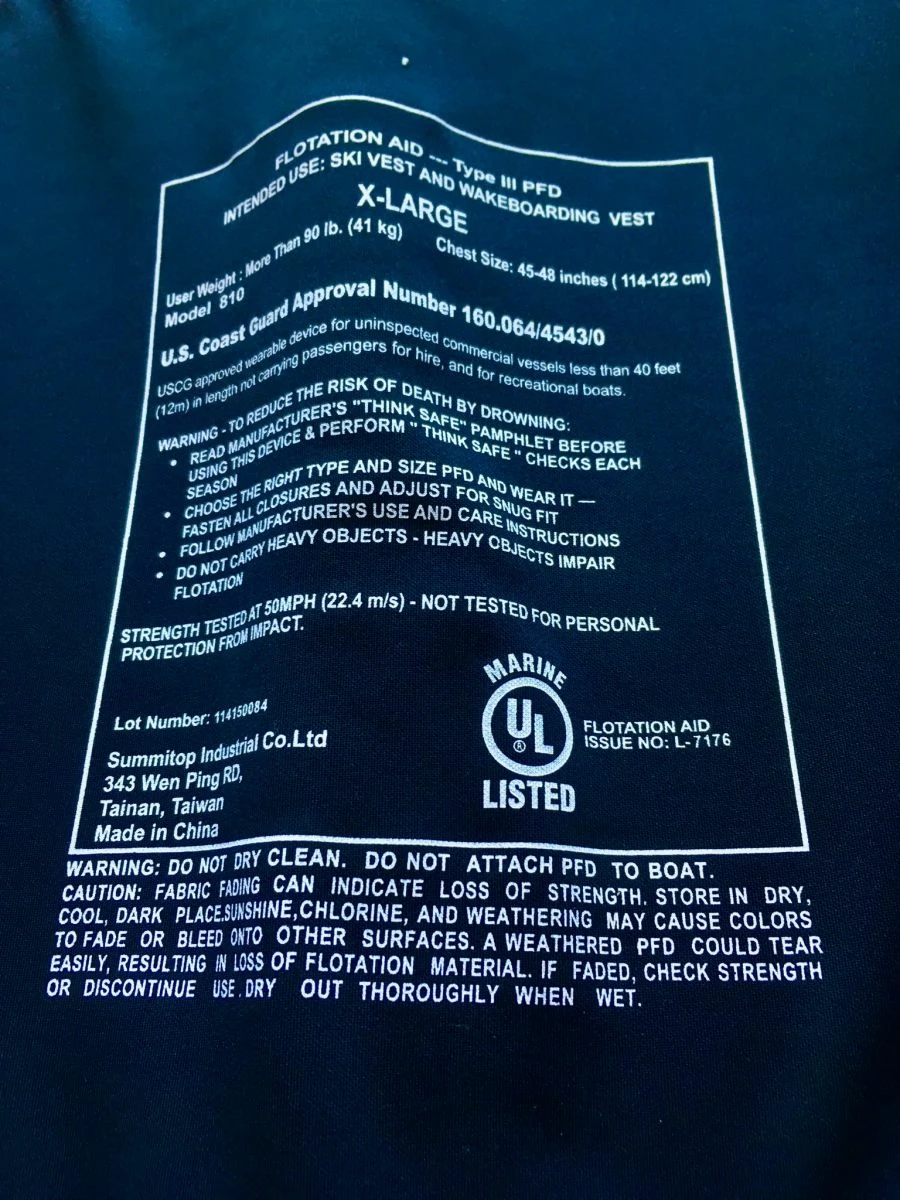 FLOTATION AID --- Type III PFD
INTENDED USE: SKI VEST AND WAKEBOARDING VEST
X-LARGE
User Weight : More Than 90 lb. (41 kg) Chest Size: 45-48 inches ( 114-122 cm)
Model 810
U.S. Coast Guard Approval Number 160.064/4543/0
USCG approved wearable device for uninspected commercial vessels less than 40 feet
(12m) in length not carrying passengers for hire, and for recreational boats.
WARNING - TO REDUCE THE RISK OF DEATH BY DROWNING:
• READ MANUFACTURER'S "THINK SAFE" PAMPHLET BEFORE
USING THIS DEVICE & PERFORM " THINK SAFE " CHECKS EACH
SEASON
• CHOOSE THE RIGHT TYPE AND SIZE PFD AND WEAR IT —
FASTEN ALL CLOSURES AND ADJUST FOR SNUG FIT
• FOLLOW MANUFACTURER'S USE AND CARE INSTRUCTIONS
• DO NOT CARRY HEAVY OBJECTS - HEAVY OBJECTS IMPAIR
FLOTATION
STRENGTH TESTED AT 50MPH (22.4 m/s) - NOT TESTED FOR PERSONAL
PROTECTION FROM IMPACT.
MARINE
UL
®
LISTED
FLOTATION AID
ISSUE NO: L-7176
Lot Number: 114150084
Summitop Industrial Co.Ltd
343 Wen Ping RD,
Tainan, Taiwan
Made in China
WARNING: DO NOT DRY CLEAN. DO NOT ATTACH PFD TO BOAT.
CAUTION: FABRIC FADING CAN INDICATE LOSS OF STRENGTH. STORE IN DRY,
COOL, DARK PLACE.SUNSHINE,CHLORINE, AND WEATHERING MAY CAUSE COLORS
TO FADE OR BLEED ONTO OTHER SURFACES. A WEATHERED PFD COULD TEAR
EASILY, RESULTING IN LOSS OF FLOTATION MATERIAL. IF FADED, CHECK STRENGTH
OR DISCONTINUE USE.DRY OUT THOROUGHLY WHEN WET.